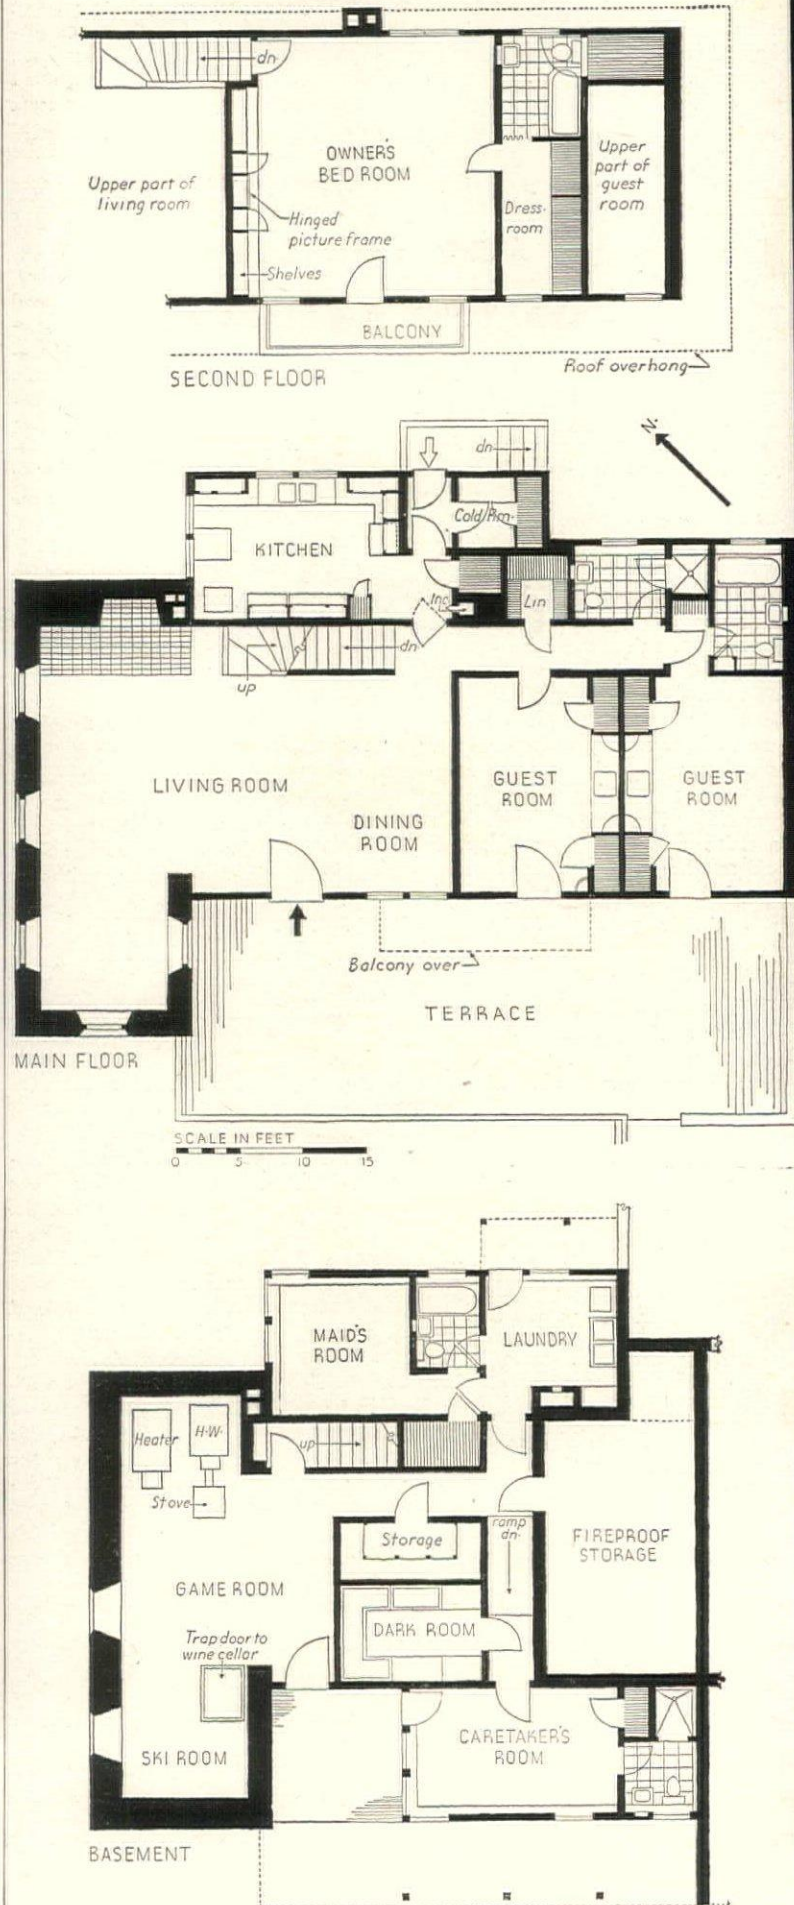 dn.
OWNER'S
BED ROOM
Upper part of
living room
Upper
part of
guest
room
Hinged
picture frame
Dress.
room
Shelves
BALCONY
SECOND FLOOR
Roof overhang
N.
dn
Cold Rm.
KITCHEN
Inc.
Lin
dn
up
LIVING ROOM
DINING
ROOM
GUEST
ROOM
GUEST
ROOM
Balcony over
TERRACE
MAIN FLOOR
SCALE IN FEET
0 5 10 15
MAID'S
ROOM
LAUNDRY
Heater
H.W.
up
Stove
Storage
ramp
dn.
FIREPROOF
STORAGE
GAME ROOM
DARK ROOM
Trap door to
wine cellar
SKI ROOM
CARETAKER'S
ROOM
BASEMENT